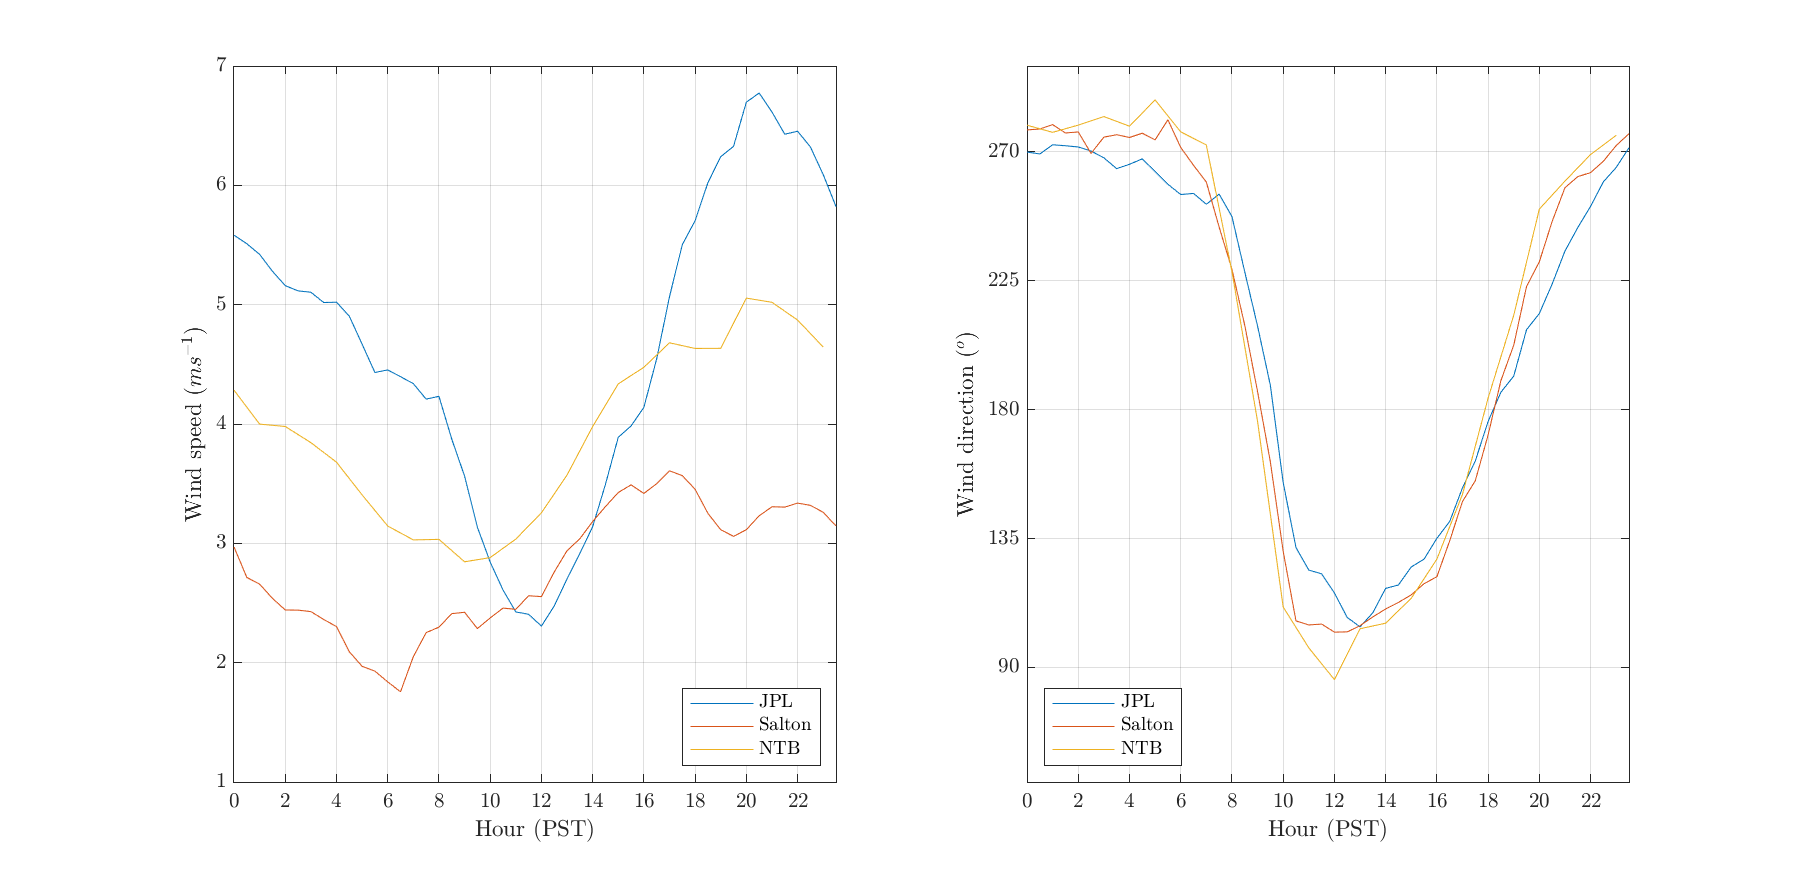 7
6
5
4
3
2
1
0 2 4 6 8 10 12 14 16 18 20 22
Hour (PST)
Wind speed (ms⁻¹)
JPL
Salton
NTB
270
225
180
135
90
0 2 4 6 8 10 12 14 16 18 20 22
Hour (PST)
Wind direction (ᵒ)
JPL
Salton
NTB